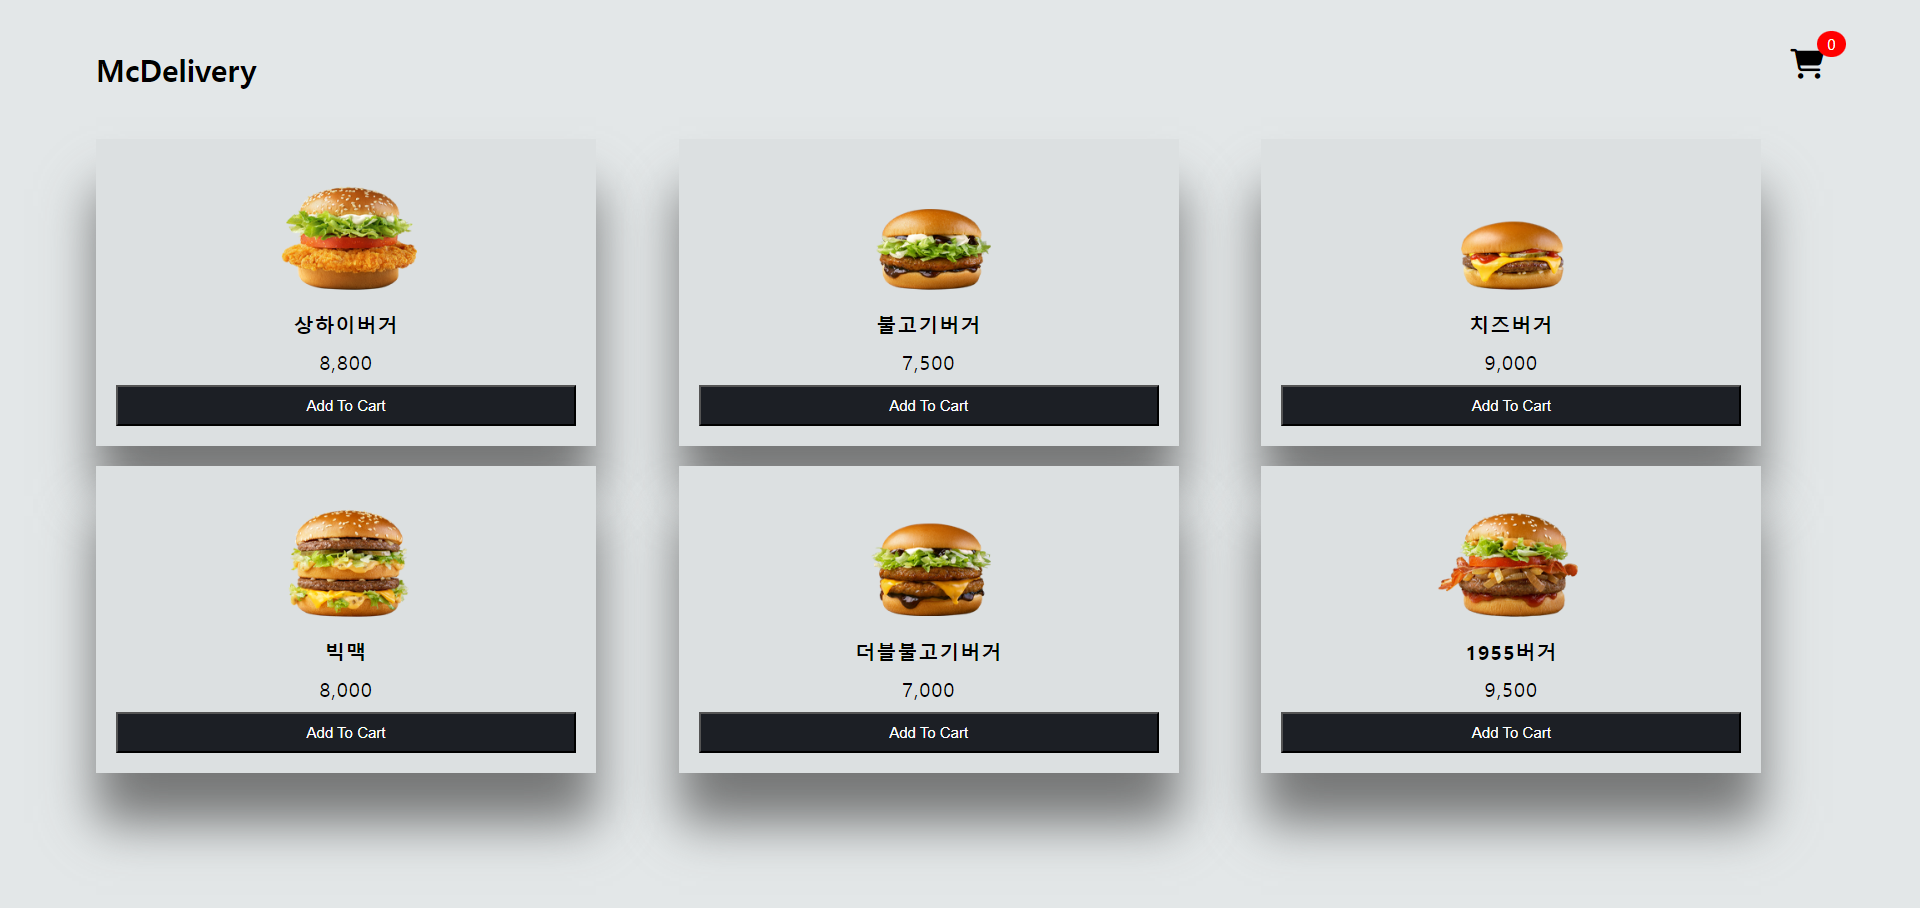 McDelivery
0
상하이버거
8,800
Add To Cart
불고기버거
7,500
Add To Cart
치즈버거
9,000
Add To Cart
빅맥
8,000
Add To Cart
더블불고기버거
7,000
Add To Cart
1955버거
9,500
Add To Cart